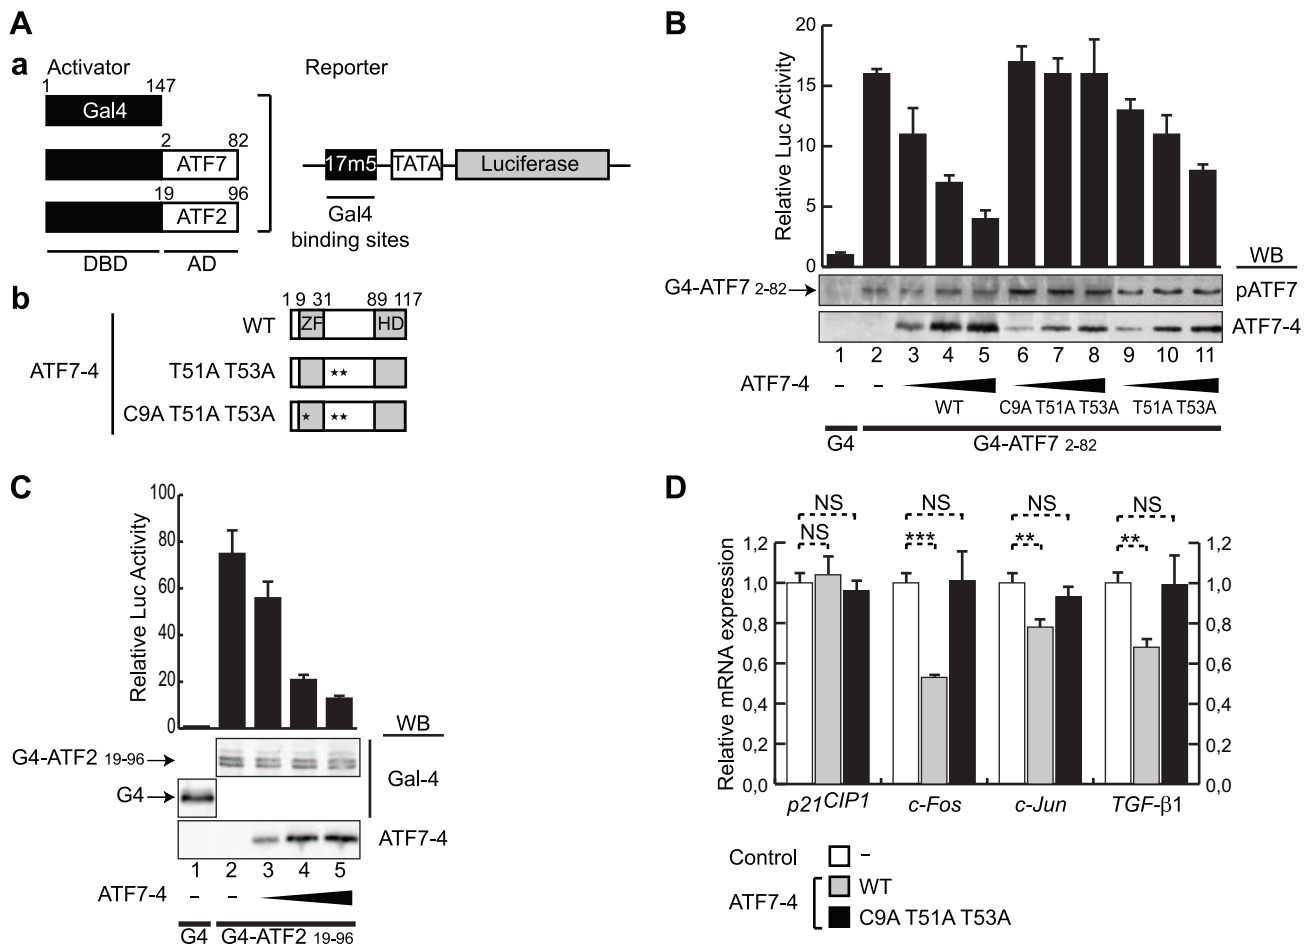 A
a
Activator
Reporter
1 147
Gal4
2 82
ATF7
19 96
ATF2
DBD AD
17m5 TATA Luciferase
Gal4
binding sites
b
1 9 31 89 117
WT ZF HD
ATF7-4
T51A T53A ★★
C9A T51A T53A ★ ★★
B
Relative Luc Activity
20
15
10
5
0
WB
G4-ATF7 2-82 pATF7
ATF7-4
1 2 3 4 5 6 7 8 9 10 11
ATF7-4 – –
WT C9A T51A T53A T51A T53A
G4 G4-ATF7 2-82
C
Relative Luc Activity
100
80
60
40
20
0
WB
G4-ATF2 19-96
Gal-4
G4
ATF7-4
1 2 3 4 5
ATF7-4 – –
G4 G4-ATF2 19-96
D
NS NS NS NS
NS *** ** **
Relative mRNA expression
1,2 1,2
1,0 1,0
0,8 0,8
0,6 0,6
0,4 0,4
0,2 0,2
0,0 0,0
p21CIP1 c-Fos c-Jun TGF-β1
Control –
ATF7-4 WT
C9A T51A T53A